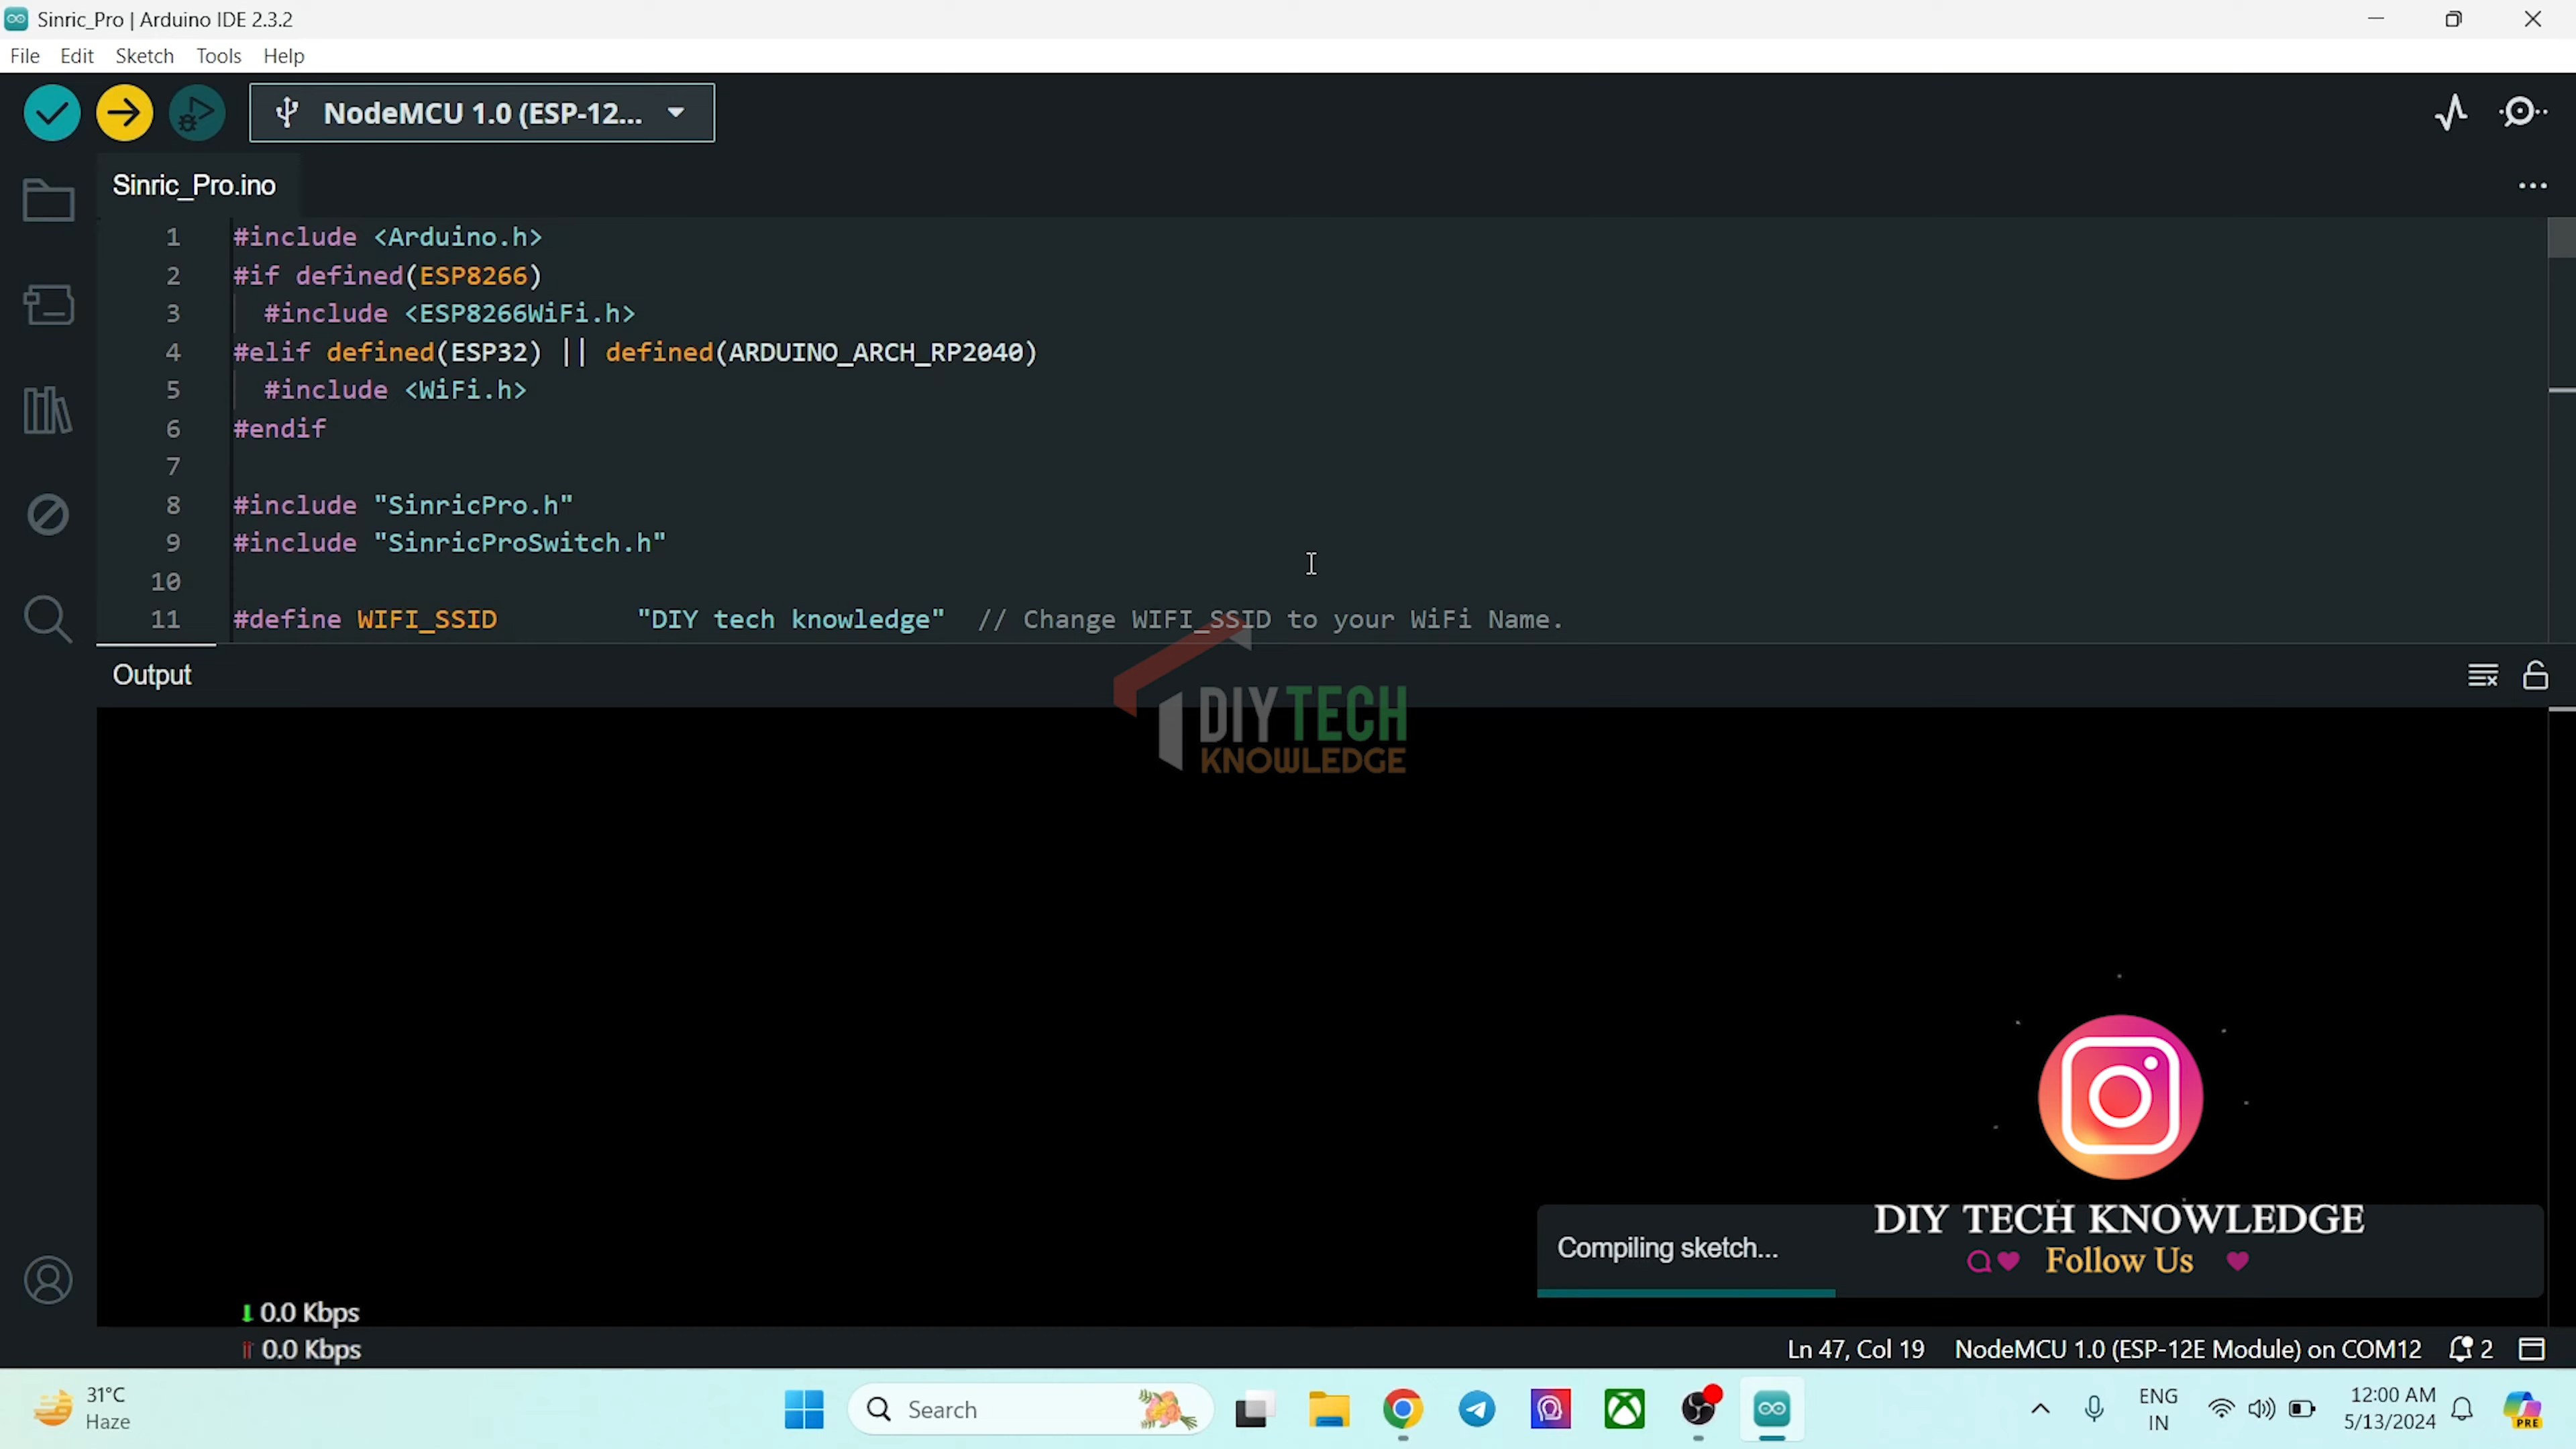 Sinric_Pro | Arduino IDE 2.3.2
File Edit Sketch Tools Help
NodeMCU 1.0 (ESP-12...
Sinric_Pro.ino
1 #include <Arduino.h>
2 #if defined(ESP8266)
3 #include <ESP8266WiFi.h>
4 #elif defined(ESP32) || defined(ARDUINO_ARCH_RP2040)
5 #include <WiFi.h>
6 #endif
7
8 #include "SinricPro.h"
9 #include "SinricProSwitch.h"
10
11 #define WIFI_SSID "DIY tech knowledge" // Change WIFI_SSID to your WiFi Name.
Output
DIYTECH
KNOWLEDGE
DIY TECH KNOWLEDGE
Compiling sketch...
Follow Us
0.0 Kbps
0.0 Kbps
Ln 47, Col 19 NodeMCU 1.0 (ESP-12E Module) on COM12 2
31°C
Haze
Search
ENG
IN
12:00 AM
5/13/2024
PRE